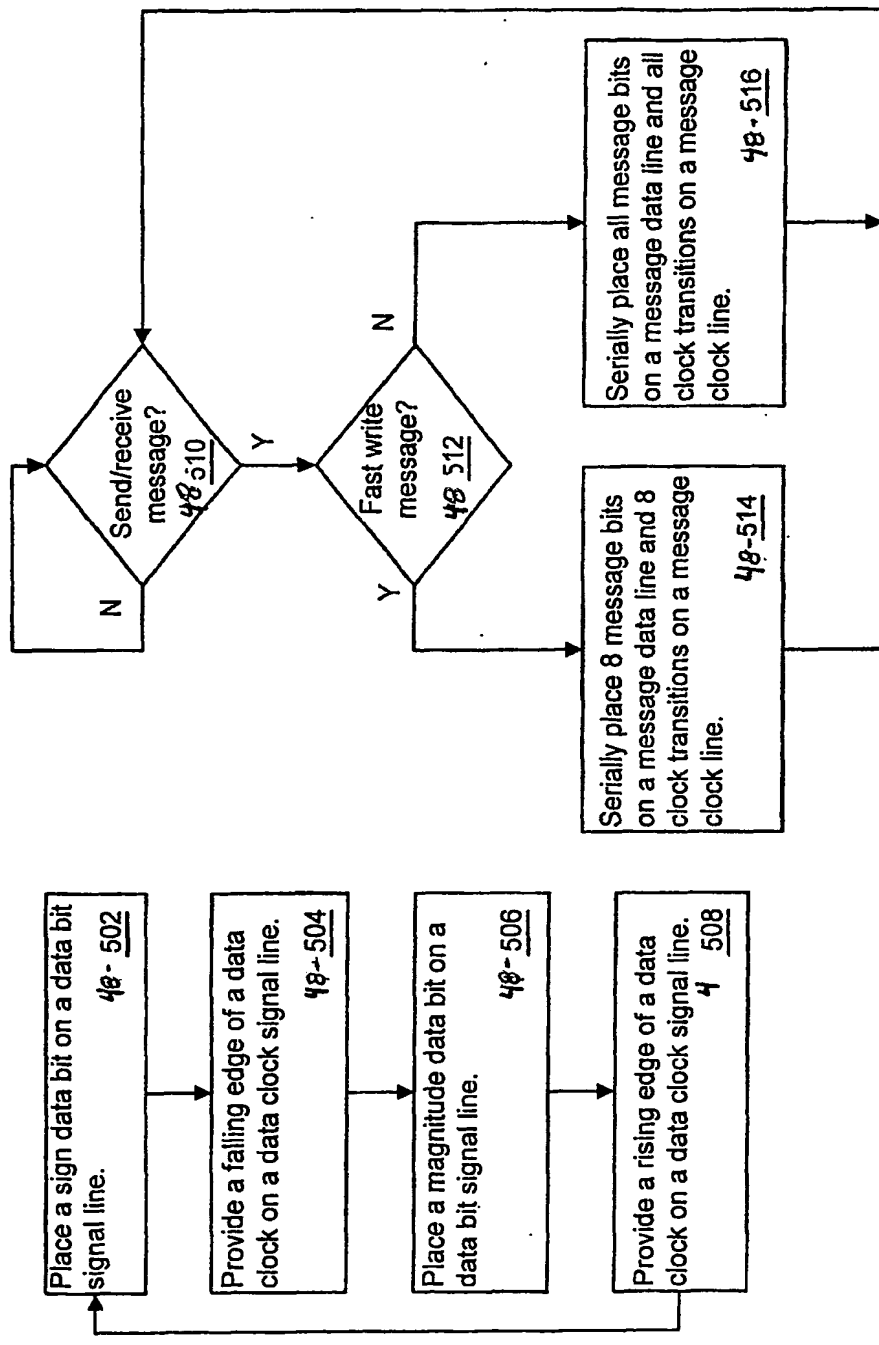 Place a sign data bit on a data bit
signal line.
48-502
Provide a falling edge of a data
clock on a data clock signal line.
48-504
Place a magnitude data bit on a
data bit signal line.
48-506
Provide a rising edge of a data
clock on a data clock signal line.
4 508
Send/receive
message?
48 510
N
Y
Fast write
message?
48 512
Y
N
Serially place 8 message bits
on a message data line and 8
clock transitions on a message
clock line.
48-514
Serially place all message bits
on a message data line and all
clock transitions on a message
clock line.
48-516